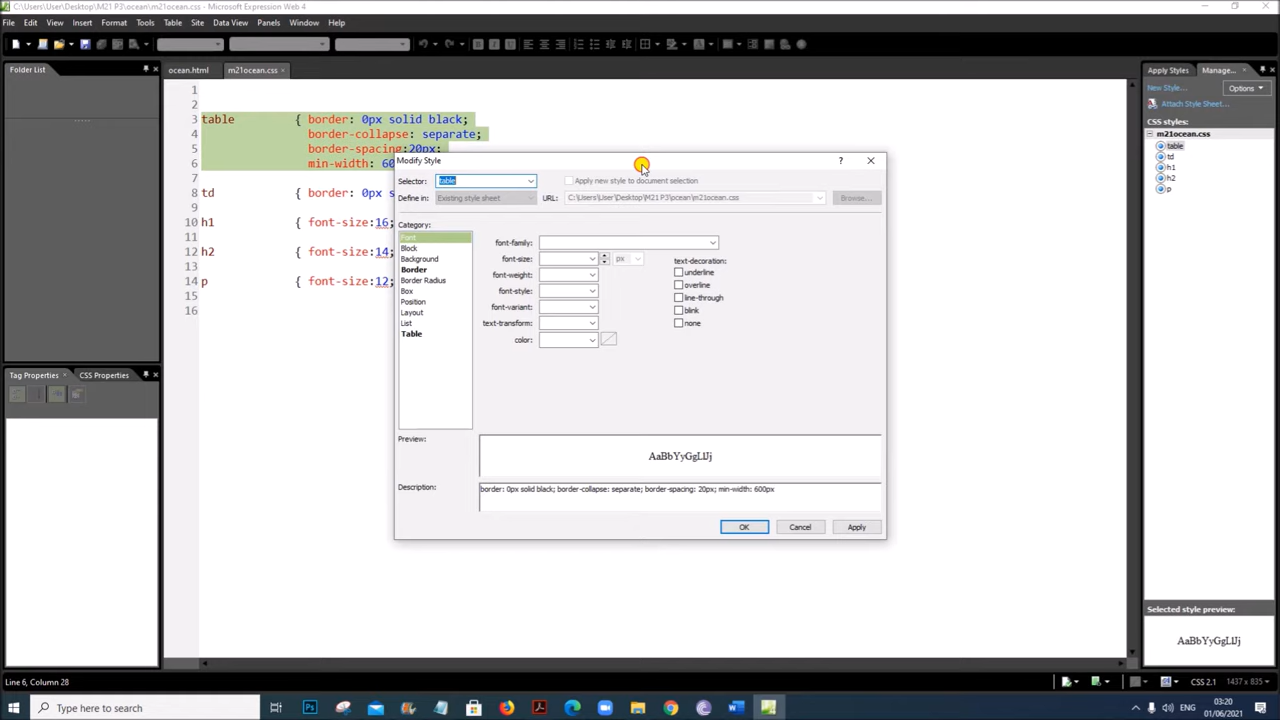 C:\Users\User\Desktop\M21 P3\ocean\m21ocean.css - Microsoft Expression Web 4
File Edit View Insert Format Tools Table Site Data View Panels Window Help
Folder List
ocean.html m21ocean.css
Apply Styles Manage...
New Style... Options
Attach Style Sheet...
CSS styles:
m21ocean.css
table
td
h1
h2
p
1
2
3 table { border: 0px solid black;
4 border-collapse: separate;
5 border-spacing:20px;
6 min-width: 60
7
8 td { border: 0px s
9
10 h1 { font-size:16;
11
12 h2 { font-size:14;
13
14 p { font-size:12;
15
16
Modify Style
Selector: table Apply new style to document selection
Define in: Existing style sheet URL: C:\Users\User\Desktop\M21 P3\ocean\m21ocean.css Browse...
Category:
Font
Block
Background
Border
Border Radius
Box
Position
Layout
List
Table
font-family:
font-size: px
font-weight:
font-style:
font-variant:
text-transform:
color:
text-decoration:
underline
overline
line-through
blink
none
Preview:
AaBbYyGgLlJj
Description:
border: 0px solid black; border-collapse: separate; border-spacing: 20px; min-width: 600px
OK Cancel Apply
Tag Properties CSS Properties
Selected style preview:
AaBbYyGgLlJj
Line 6, Column 28
CSS 2.1 1437 x 835
Type here to search
ENG
03:20
01/06/2021